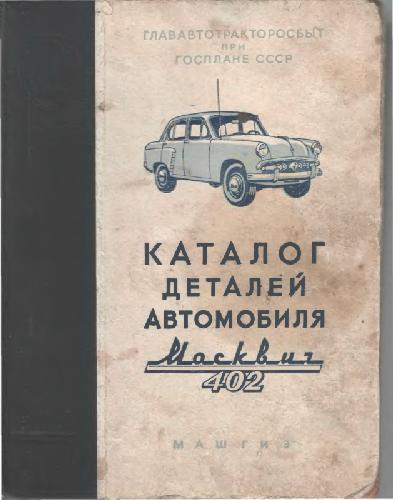 ГЛАВАВТОТРАКТОРОСБЫТ
ПРИ
ГОСПЛАНЕ СССР
КАТАЛОГ
ДЕТАЛЕЙ
АВТОМОБИЛЯ
Москвич
402
МАШГИЗ